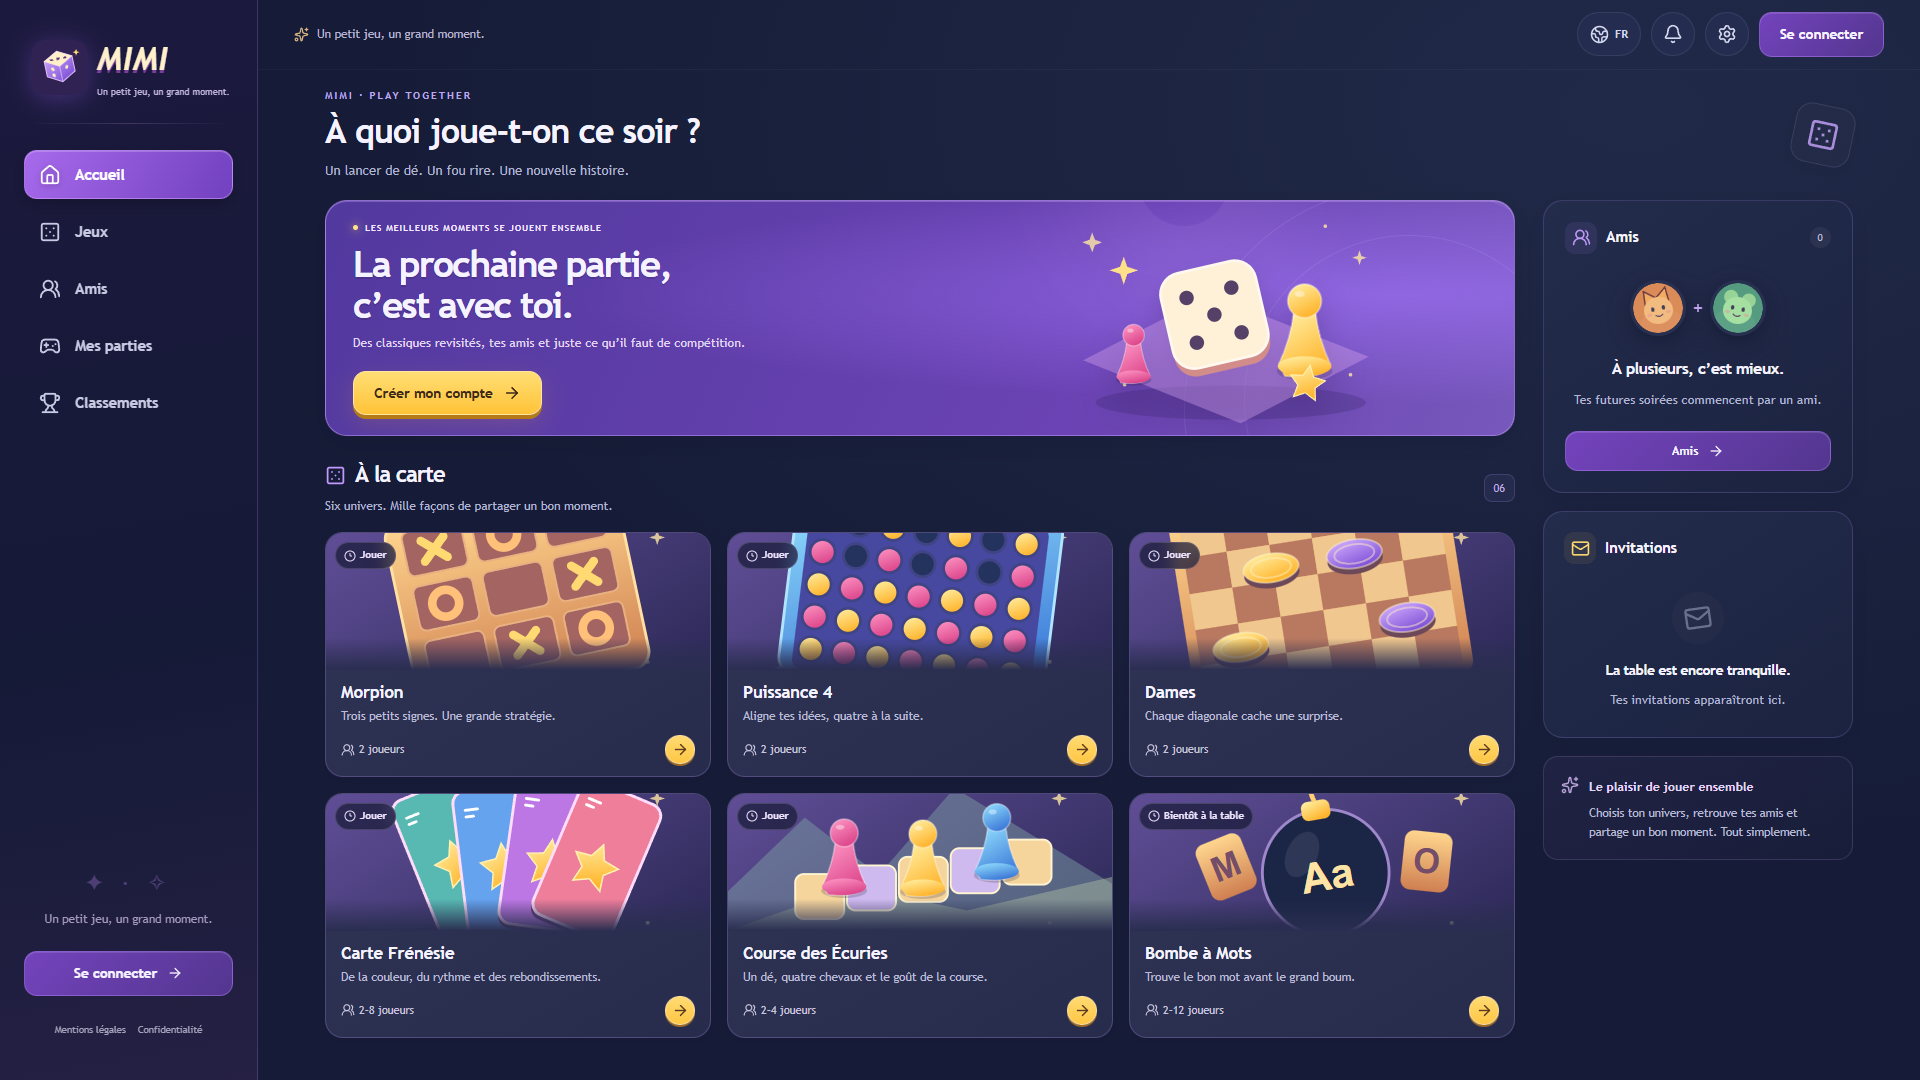 MIMI
Un petit jeu, un grand moment.
Accueil
Jeux
Amis
Mes parties
Classements
Un petit jeu, un grand moment.
Se connecter
Mentions légales Confidentialité
Un petit jeu, un grand moment.
FR
Se connecter
MIMI · PLAY TOGETHER
À quoi joue-t-on ce soir ?
Un lancer de dé. Un fou rire. Une nouvelle histoire.
LES MEILLEURS MOMENTS SE JOUENT ENSEMBLE
La prochaine partie,
c’est avec toi.
Des classiques revisités, tes amis et juste ce qu’il faut de compétition.
Créer mon compte
À la carte
Six univers. Mille façons de partager un bon moment.
06
Jouer
Morpion
Trois petits signes. Une grande stratégie.
2 joueurs
Jouer
Puissance 4
Aligne tes idées, quatre à la suite.
2 joueurs
Jouer
Dames
Chaque diagonale cache une surprise.
2 joueurs
Jouer
Carte Frénésie
De la couleur, du rythme et des rebondissements.
2-8 joueurs
Jouer
Course des Écuries
Un dé, quatre chevaux et le goût de la course.
2-4 joueurs
Bientôt à la table
M
Aa
O
Bombe à Mots
Trouve le bon mot avant le grand boum.
2-12 joueurs
Amis
0
+
À plusieurs, c’est mieux.
Tes futures soirées commencent par un ami.
Amis
Invitations
La table est encore tranquille.
Tes invitations apparaîtront ici.
Le plaisir de jouer ensemble
Choisis ton univers, retrouve tes amis et
partage un bon moment. Tout simplement.